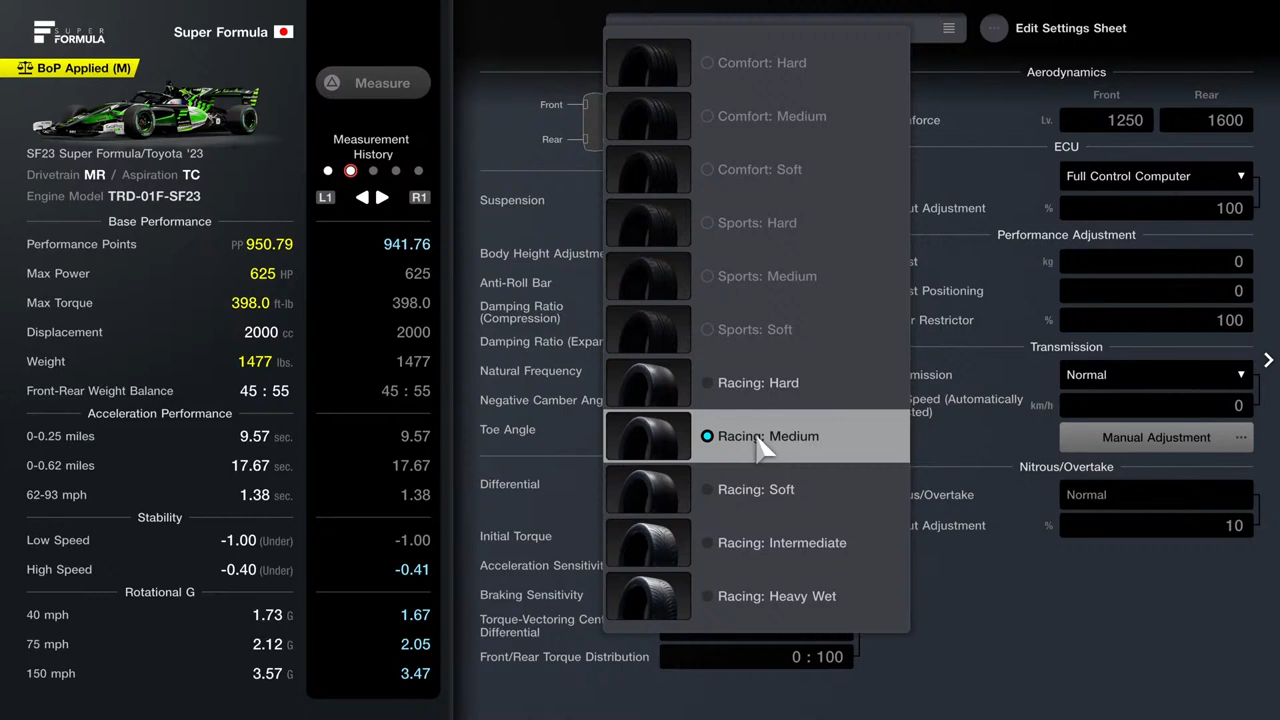 SUPER
FORMULA
Super Formula
BoP Applied (M)
SF23 Super Formula/Toyota '23
Drivetrain MR / Aspiration TC
Engine Model TRD-01F-SF23
Base Performance
Performance Points PP 950.79
Max Power 625 HP
Max Torque 398.0 ft-lb
Displacement 2000 cc
Weight 1477 lbs.
Front-Rear Weight Balance 45 : 55
Acceleration Performance
0-0.25 miles 9.57 sec.
0-0.62 miles 17.67 sec.
62-93 mph 1.38 sec.
Stability
Low Speed -1.00 (Under)
High Speed -0.40 (Under)
Rotational G
40 mph 1.73 G
75 mph 2.12 G
150 mph 3.57 G
Measure
Measurement
History
L1 R1
941.76
625
398.0
2000
1477
45 : 55
9.57
17.67
1.38
-1.00
-0.41
1.67
2.05
3.47
Front
Rear
Suspension
Body Height Adjustme
Anti-Roll Bar
Damping Ratio
(Compression)
Damping Ratio (Expan
Natural Frequency
Negative Camber Ang
Toe Angle
Differential
Initial Torque
Acceleration Sensitivit
Braking Sensitivity
Torque-Vectoring Cent
Differential
Front/Rear Torque Distribution 0 : 100
Comfort: Hard
Comfort: Medium
Comfort: Soft
Sports: Hard
Sports: Medium
Sports: Soft
Racing: Hard
Racing: Medium
Racing: Soft
Racing: Intermediate
Racing: Heavy Wet
Edit Settings Sheet
Aerodynamics
Front Rear
nforce Lv. 1250 1600
ECU
Full Control Computer
ut Adjustment % 100
Performance Adjustment
st kg 0
st Positioning 0
r Restrictor % 100
Transmission
mission Normal
Speed (Automatically
ted) km/h 0
Manual Adjustment
Nitrous/Overtake
us/Overtake Normal
ut Adjustment % 10